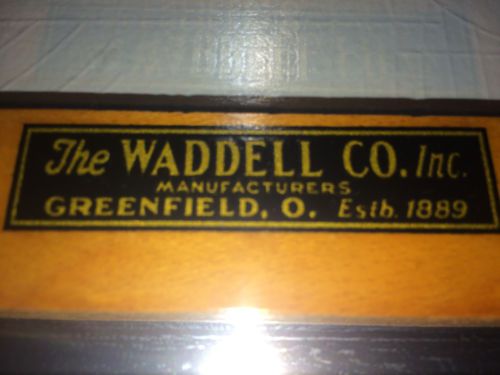 The WADDELL CO. Inc.
MANUFACTURERS
GREENFIELD, O. Estb. 1889